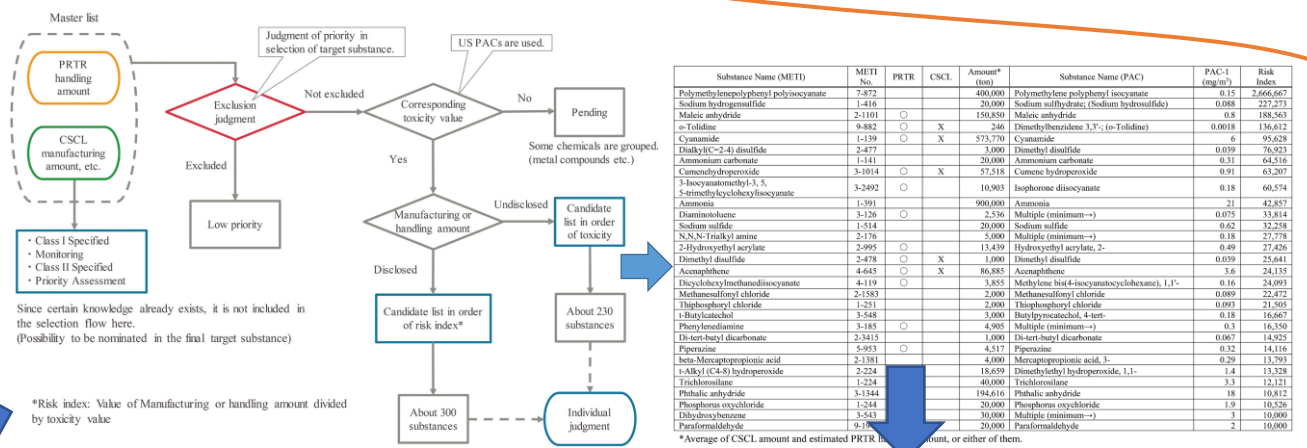 Master list
PRTR
handling
amount
CSCL
manufacturing
amount, etc.
・Class I Specified
・Monitoring
・Class II Specified
・Priority Assessment
Since certain knowledge already exists, it is not included in
the selection flow here.
(Possibility to be nominated in the final target substance)
*Risk index: Value of Manufacturing or handling amount divided
by toxicity value
Judgment of priority in
selection of target substance.
Exclusion
judgment
Not excluded
Excluded
Low priority
US PACs are used.
Corresponding
toxicity value
No
Pending
Some chemicals are grouped.
(metal compounds etc.)
Yes
Manufacturing or
handling amount
Undisclosed
Candidate
list in order
of toxicity
Disclosed
Candidate list in order
of risk index*
About 230
substances
About 300
substances
Individual
judgment
Substance Name (METI) METI No. PRTR CSCL Amount* (ton) Substance Name (PAC) PAC-1 (mg/m³) Risk Index
Polymethylenepolyphenyl polyisocyanate 7-872 400,000 Polymethylene polyphenyl isocyanate 0.15 2,666,667
Sodium hydrogensulfide 1-416 20,000 Sodium sulfhydrate; (Sodium hydrosulfide) 0.088 227,273
Maleic anhydride 2-1101 ○ 150,850 Maleic anhydride 0.8 188,563
o-Tolidine 9-882 ○ X 246 Dimethylbenzidene 3,3'-; (o-Tolidine) 0.0018 136,612
Cyanamide 1-139 ○ X 573,770 Cyanamide 6 95,628
Dialkyl(C=2-4) disulfide 2-477 3,000 Dimethyl disulfide 0.039 76,923
Ammonium carbonate 1-141 20,000 Ammonium carbonate 0.31 64,516
Cumenehydroperoxide 3-1014 ○ X 57,518 Cumene hydroperoxide 0.91 63,207
3-Isocyanatomethyl-3, 5,
5-trimethylcyclohexylisocyanate 3-2492 ○ 10,903 Isophorone diisocyanate 0.18 60,574
Ammonia 1-391 900,000 Ammonia 21 42,857
Diaminotoluene 3-126 ○ 2,536 Multiple (minimum→) 0.075 33,814
Sodium sulfide 1-514 20,000 Sodium sulfide 0.62 32,258
N,N,N-Trialkyl amine 2-176 5,000 Multiple (minimum→) 0.18 27,778
2-Hydroxyethyl acrylate 2-995 ○ 13,439 Hydroxyethyl acrylate, 2- 0.49 27,426
Dimethyl disulfide 2-478 ○ X 1,000 Dimethyl disulfide 0.039 25,641
Acenaphthene 4-645 ○ X 86,885 Acenaphthene 3.6 24,135
Dicyclohexylmethanediisocyanate 4-119 ○ 3,855 Methylene bis(4-isocyanatocyclohexane), 1,1'- 0.16 24,093
Methanesulfonyl chloride 2-1583 2,000 Methanesulfonyl chloride 0.089 22,472
Thiphosphoryl chloride 1-251 2,000 Thiophosphoryl chloride 0.093 21,505
t-Butylcatechol 3-548 3,000 Butylpyrocatechol, 4-tert- 0.18 16,667
Phenylenediamine 3-185 ○ 4,905 Multiple (minimum→) 0.3 16,350
Di-tert-butyl dicarbonate 2-3415 1,000 Di-tert-butyl dicarbonate 0.067 14,925
Piperazine 5-953 ○ 4,517 Piperazine 0.32 14,116
beta-Mercaptopropionic acid 2-1381 4,000 Mercaptopropionic acid, 3- 0.29 13,793
t-Alkyl (C4-8) hydroperoxide 2-224 18,659 Dimethylethyl hydroperoxide, 1,1- 1.4 13,328
Trichlorosilane 1-224 40,000 Trichlorosilane 3.3 12,121
Phthalic anhydride 3-1344 194,616 Phthalic anhydride 18 10,812
Phosphorus oxychloride 1-244 20,000 Phosphorus oxychloride 1.9 10,526
Dihydroxybenzene 3-543 30,000 Multiple (minimum→) 3 10,000
Paraformaldehyde 20,000 Paraformaldehyde 2 10,000
*Average of CSCL amount and estimated PRTR amount, or either of them.